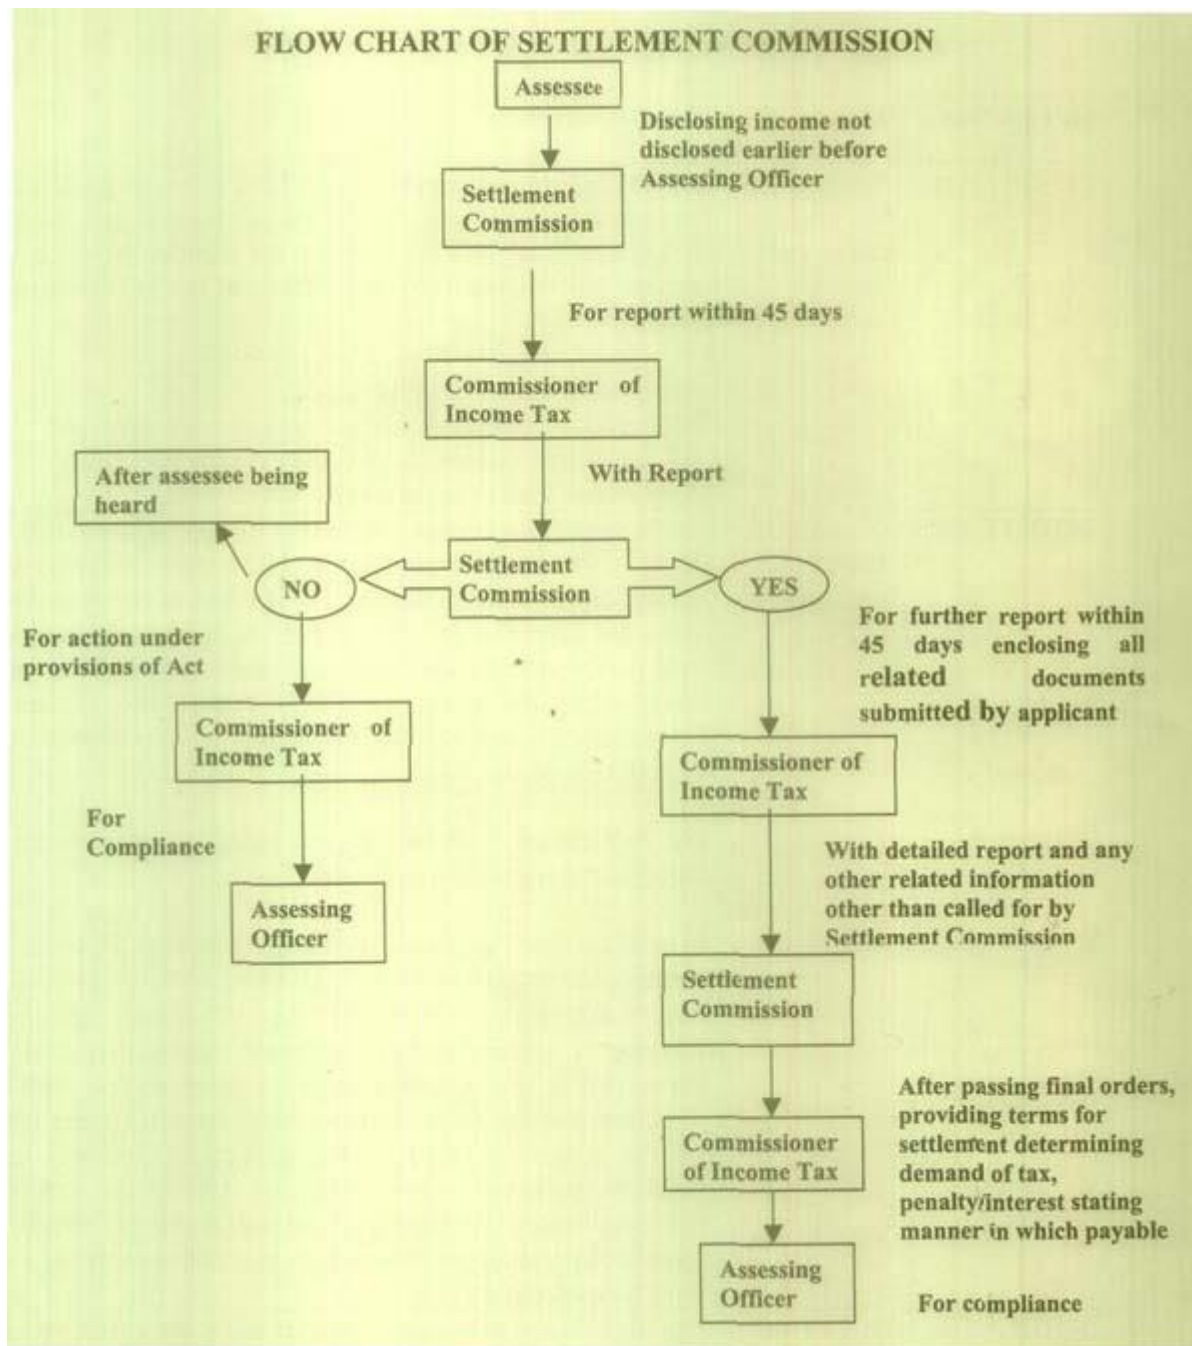 FLOW CHART OF SETTLEMENT COMMISSION
Assessee
Disclosing income not
disclosed earlier before
Assessing Officer
Settlement
Commission
For report within 45 days
Commissioner of
Income Tax
With Report
After assessee being
heard
Settlement
Commission
NO
YES
For further report within
45 days enclosing all
related documents
submitted by applicant
For action under
provisions of Act
Commissioner of
Income Tax
Commissioner of
Income Tax
For
Compliance
With detailed report and any
other related information
other than called for by
Settlement Commission
Assessing
Officer
Settlement
Commission
After passing final orders,
providing terms for
settlement determining
demand of tax,
penalty/interest stating
manner in which payable
Commissioner
of Income Tax
Assessing
Officer
For compliance